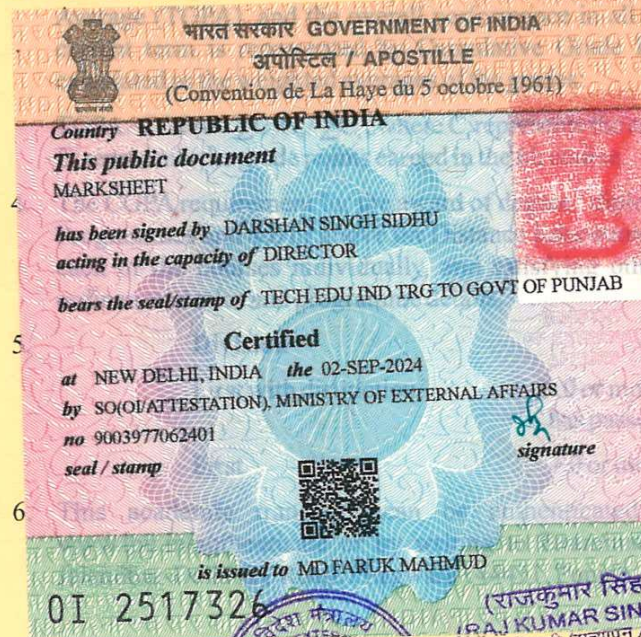 भारत सरकार GOVERNMENT OF INDIA
अपोस्टिल / APOSTILLE
(Convention de La Haye du 5 octobre 1961)
Country REPUBLIC OF INDIA
This public document
MARKSHEET
has been signed by DARSHAN SINGH SIDHU
acting in the capacity of DIRECTOR
bears the seal/stamp of TECH EDU IND TRG TO GOVT OF PUNJAB
5
Certified
at NEW DELHI, INDIA the 02-SEP-2024
by SO(OI/ATTESTATION), MINISTRY OF EXTERNAL AFFAIRS
no 9003977062401
signature
seal / stamp
6
is issued to MD FARUK MAHMUD
OI 2517326
(राजकुमार सिंह
(RAJ KUMAR SIN